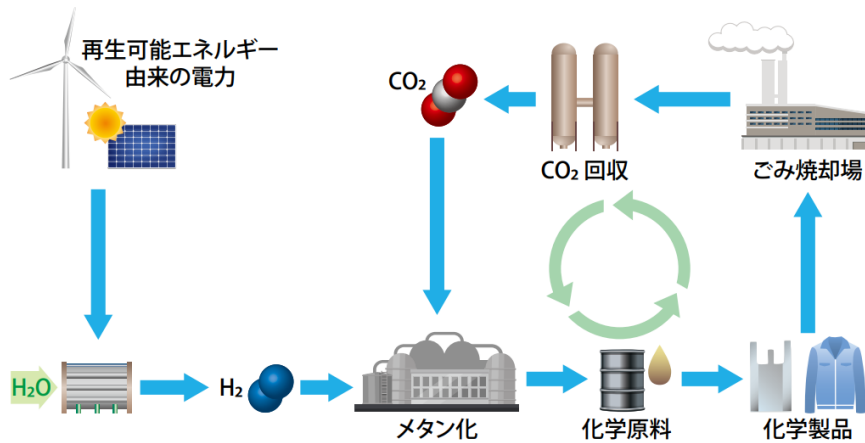 再生可能エネルギー
由来の電力
CO₂
CO₂ 回収
ごみ焼却場
H₂O
H₂
メタン化
化学原料
化学製品